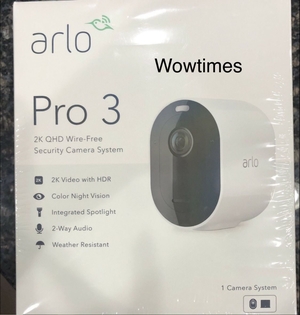 arlo
Wowtimes
Pro 3
2K QHD Wire-Free
Security Camera System
2K Video with HDR
Color Night Vision
Integrated Spotlight
2-Way Audio
Weather Resistant
arlo
1 Camera System